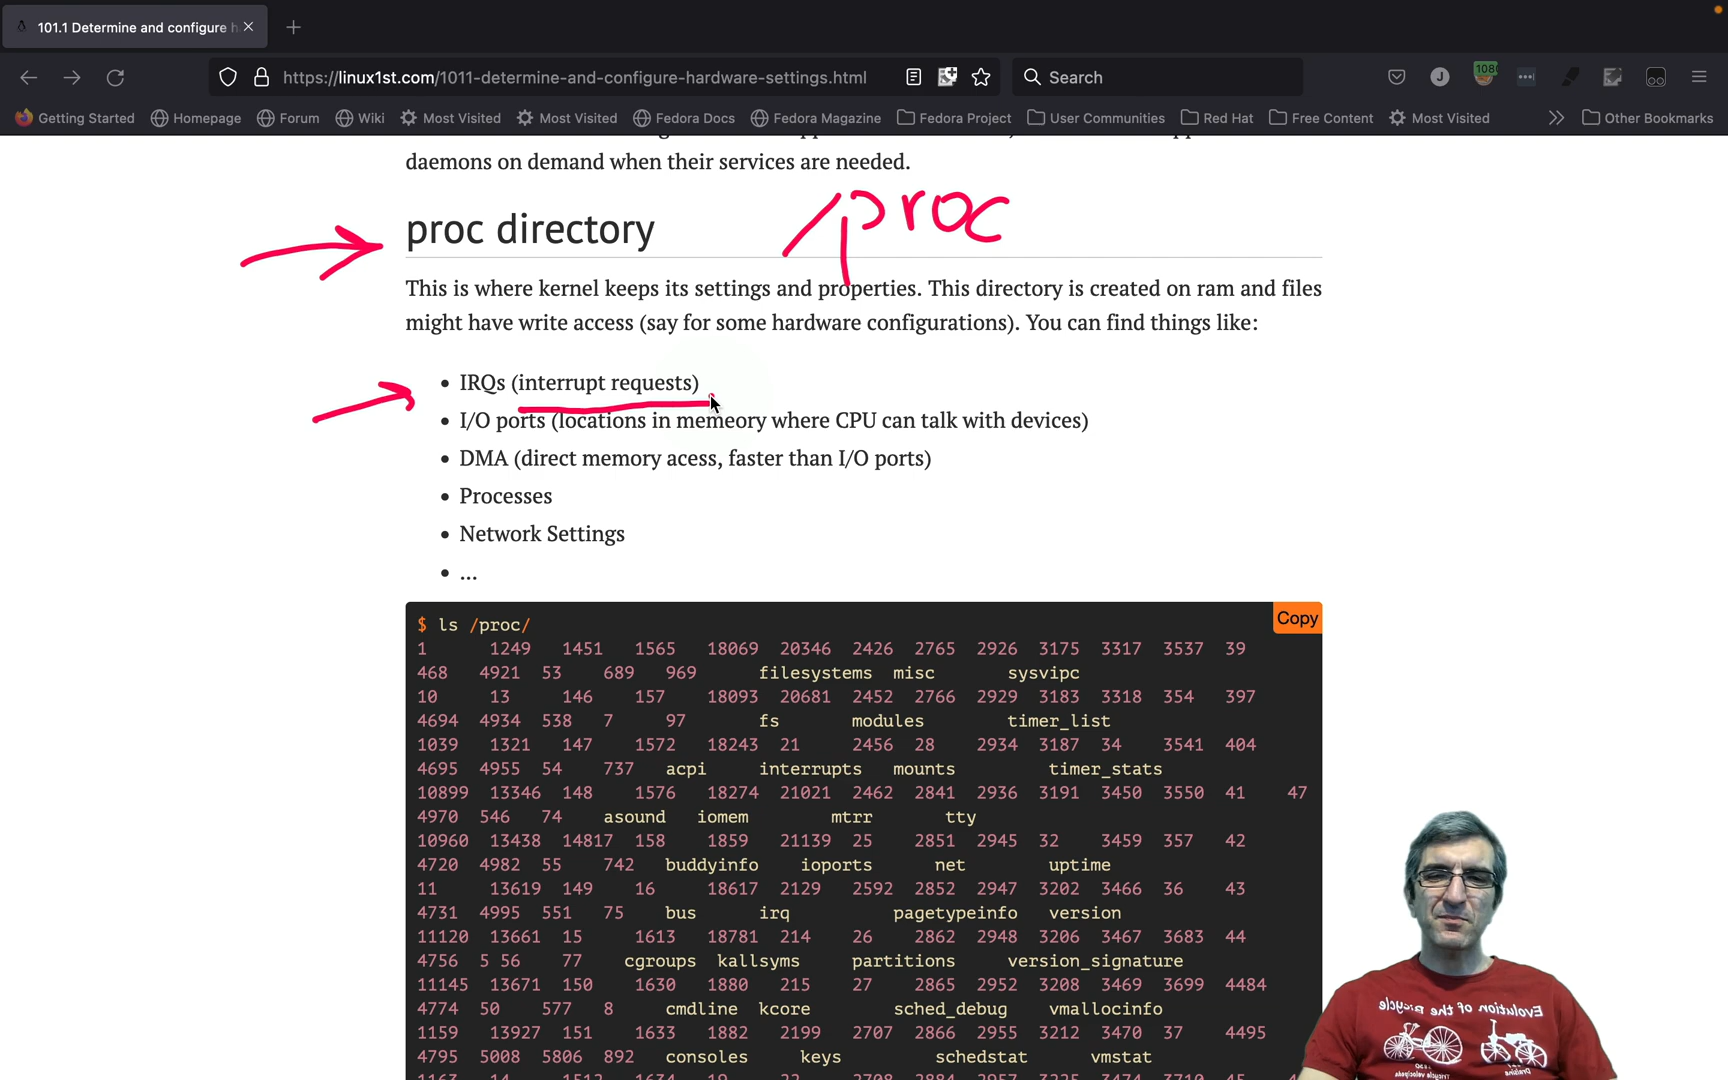 101.1 Determine and configure h
https://linux1st.com/1011-determine-and-configure-hardware-settings.html
Search
J
108
Getting Started
Homepage
Forum
Wiki
Most Visited
Most Visited
Fedora Docs
Fedora Magazine
Fedora Project
User Communities
Red Hat
Free Content
Most Visited
Other Bookmarks
daemons on demand when their services are needed.
proc directory
/proc
This is where kernel keeps its settings and properties. This directory is created on ram and files
might have write access (say for some hardware configurations). You can find things like:
• IRQs (interrupt requests)
• I/O ports (locations in memeory where CPU can talk with devices)
• DMA (direct memory acess, faster than I/O ports)
• Processes
• Network Settings
• ...
Copy
$ ls /proc/
1 1249 1451 1565 18069 20346 2426 2765 2926 3175 3317 3537 39
468 4921 53 689 969 filesystems misc sysvipc
10 13 146 157 18093 20681 2452 2766 2929 3183 3318 354 397
4694 4934 538 7 97 fs modules timer_list
1039 1321 147 1572 18243 21 2456 28 2934 3187 34 3541 404
4695 4955 54 737 acpi interrupts mounts timer_stats
10899 13346 148 1576 18274 21021 2462 2841 2936 3191 3450 3550 41 47
4970 546 74 asound iomem mtrr tty
10960 13438 14817 158 1859 21139 25 2851 2945 32 3459 357 42
4720 4982 55 742 buddyinfo ioports net uptime
11 13619 149 16 18617 2129 2592 2852 2947 3202 3466 36 43
4731 4995 551 75 bus irq pagetypeinfo version
11120 13661 15 1613 18781 214 26 2862 2948 3206 3467 3683 44
4756 5 56 77 cgroups kallsyms partitions version_signature
11145 13671 150 1630 1880 215 27 2865 2952 3208 3469 3699 4484
4774 50 577 8 cmdline kcore sched_debug vmallocinfo
1159 13927 151 1633 1882 2199 2707 2866 2955 3212 3470 37 4495
4795 5008 5806 892 consoles keys schedstat vmstat
Evolution of the Bicycle